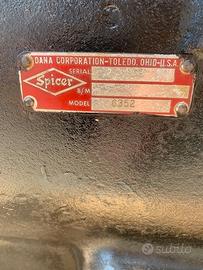 DANA CORPORATION-TOLEDO, OHIO-U.S.A.
SERIAL
Spicer
B/M
MODEL 6352
subito